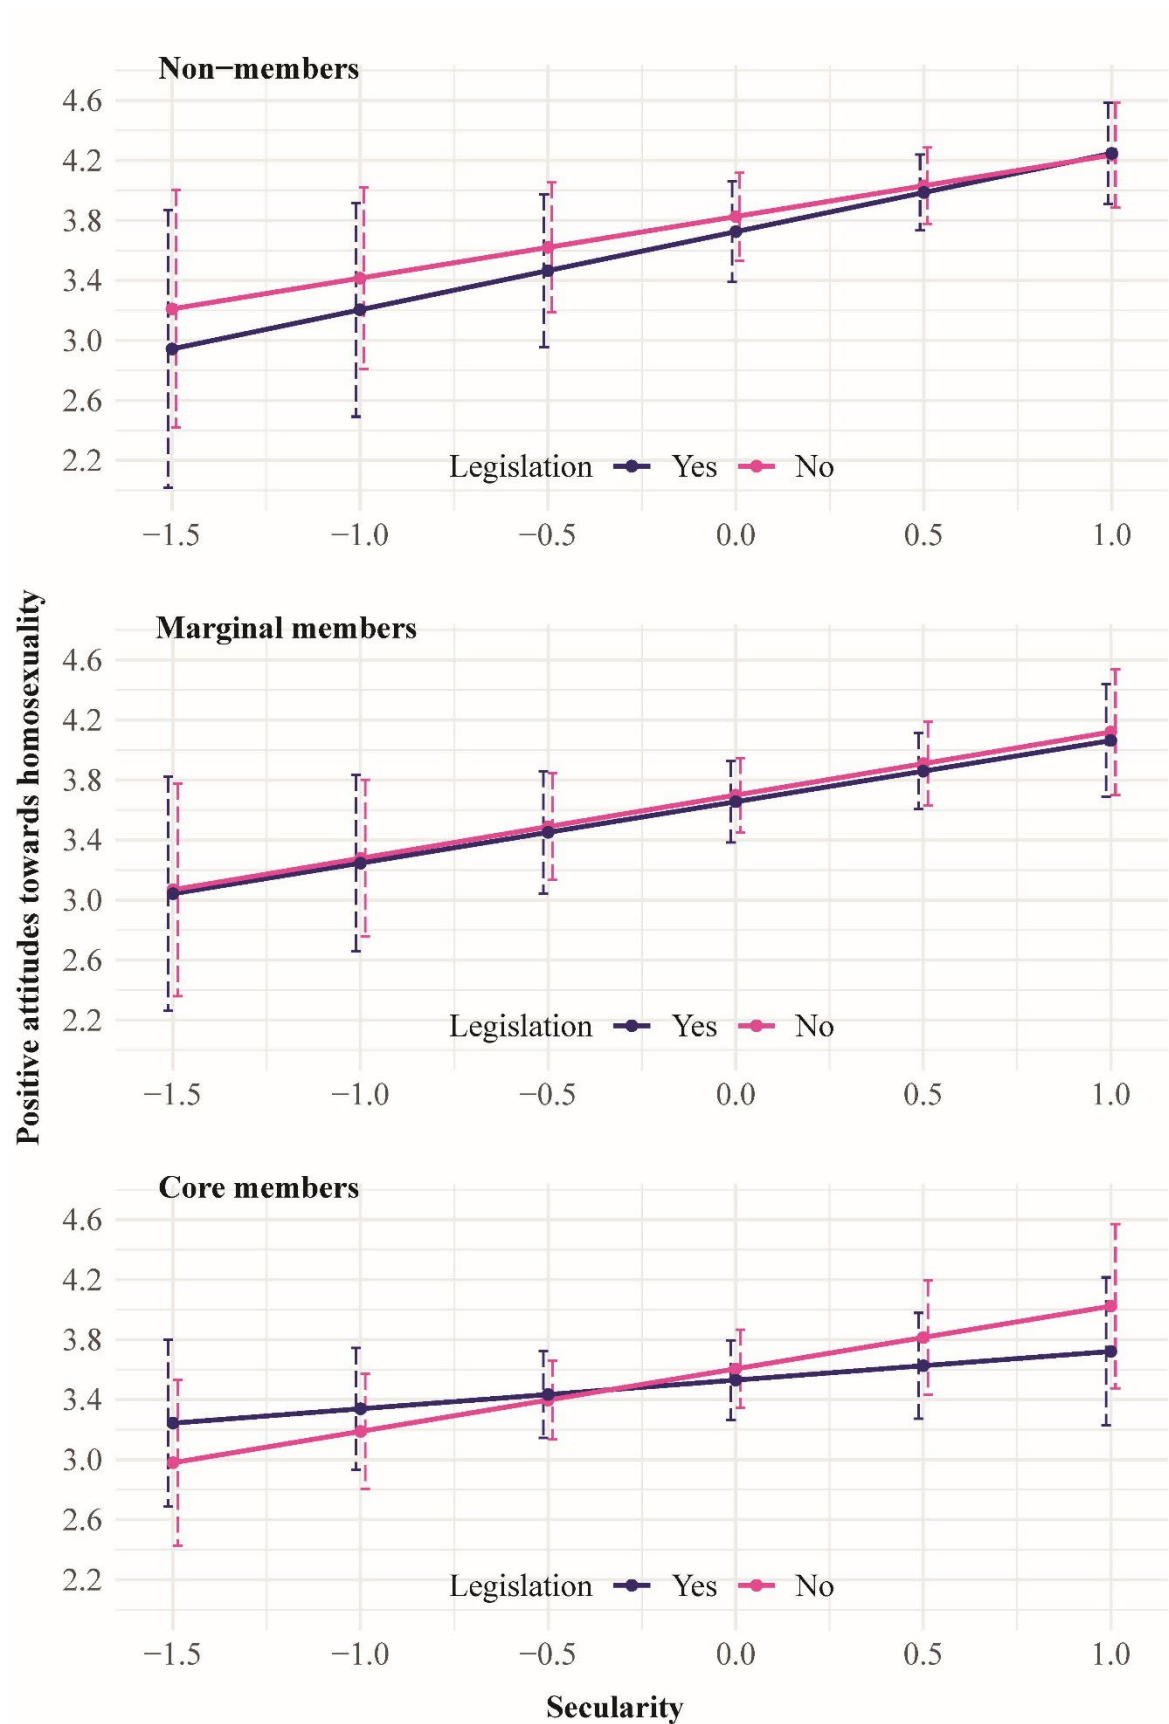 Non−members
4.6
4.2
3.8
3.4
3.0
2.6
2.2
Legislation Yes No
−1.5 −1.0 −0.5 0.0 0.5 1.0
Positive attitudes towards homosexuality
Marginal members
4.6
4.2
3.8
3.4
3.0
2.6
2.2
Legislation Yes No
−1.5 −1.0 −0.5 0.0 0.5 1.0
Core members
4.6
4.2
3.8
3.4
3.0
2.6
2.2
Legislation Yes No
−1.5 −1.0 −0.5 0.0 0.5 1.0
Secularity